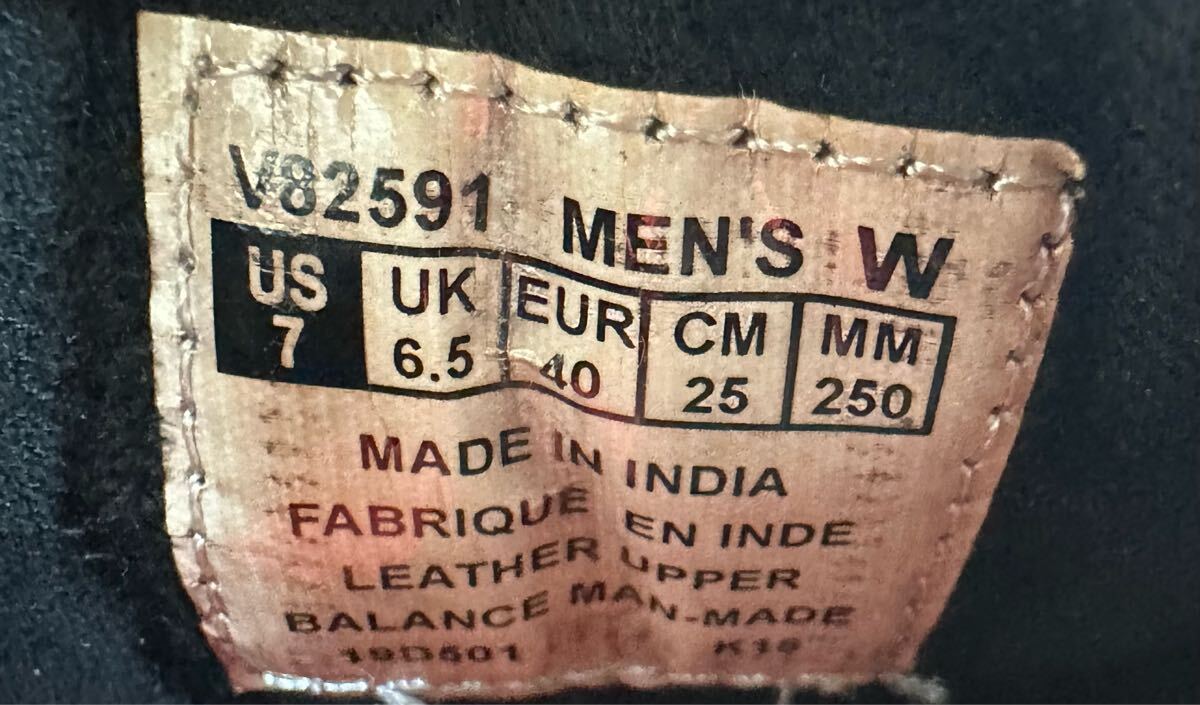 V82591 MEN'S W
US UK EUR CM MM
7 6.5 40 25 250
MADE IN INDIA
FABRIQUE EN INDE
LEATHER UPPER
BALANCE MAN-MADE